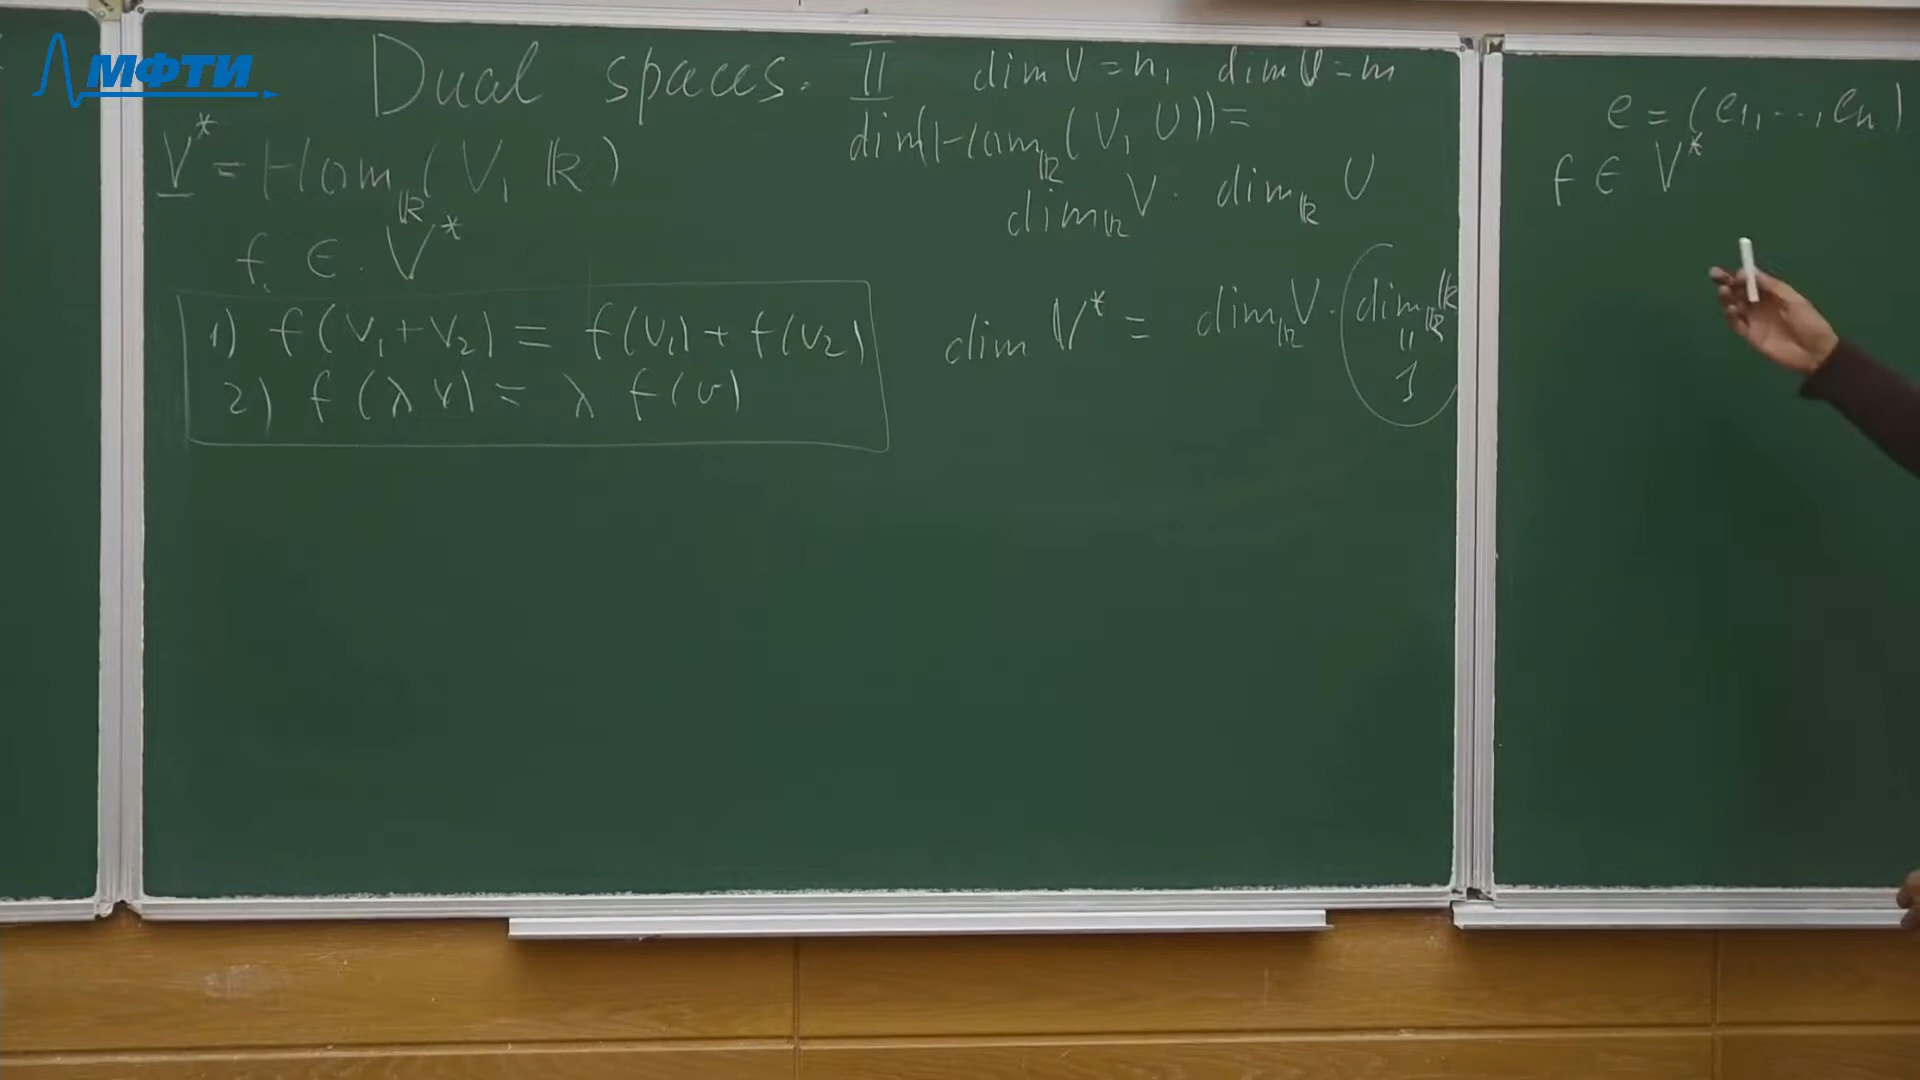 МФТИ
Dual spaces. II
V* = Hom_k(V, k)
f ∈ V*
1) f(v₁+v₂) = f(v₁) + f(v₂)
2) f(λv) = λ f(v)
dim V = n, dim U = m
dim(Hom_k(V, U)) =
dim_k V · dim_k U
dim V* = dim_k V · dim_k k
"
1
e = (e₁, ..., eₙ)
f ∈ V*